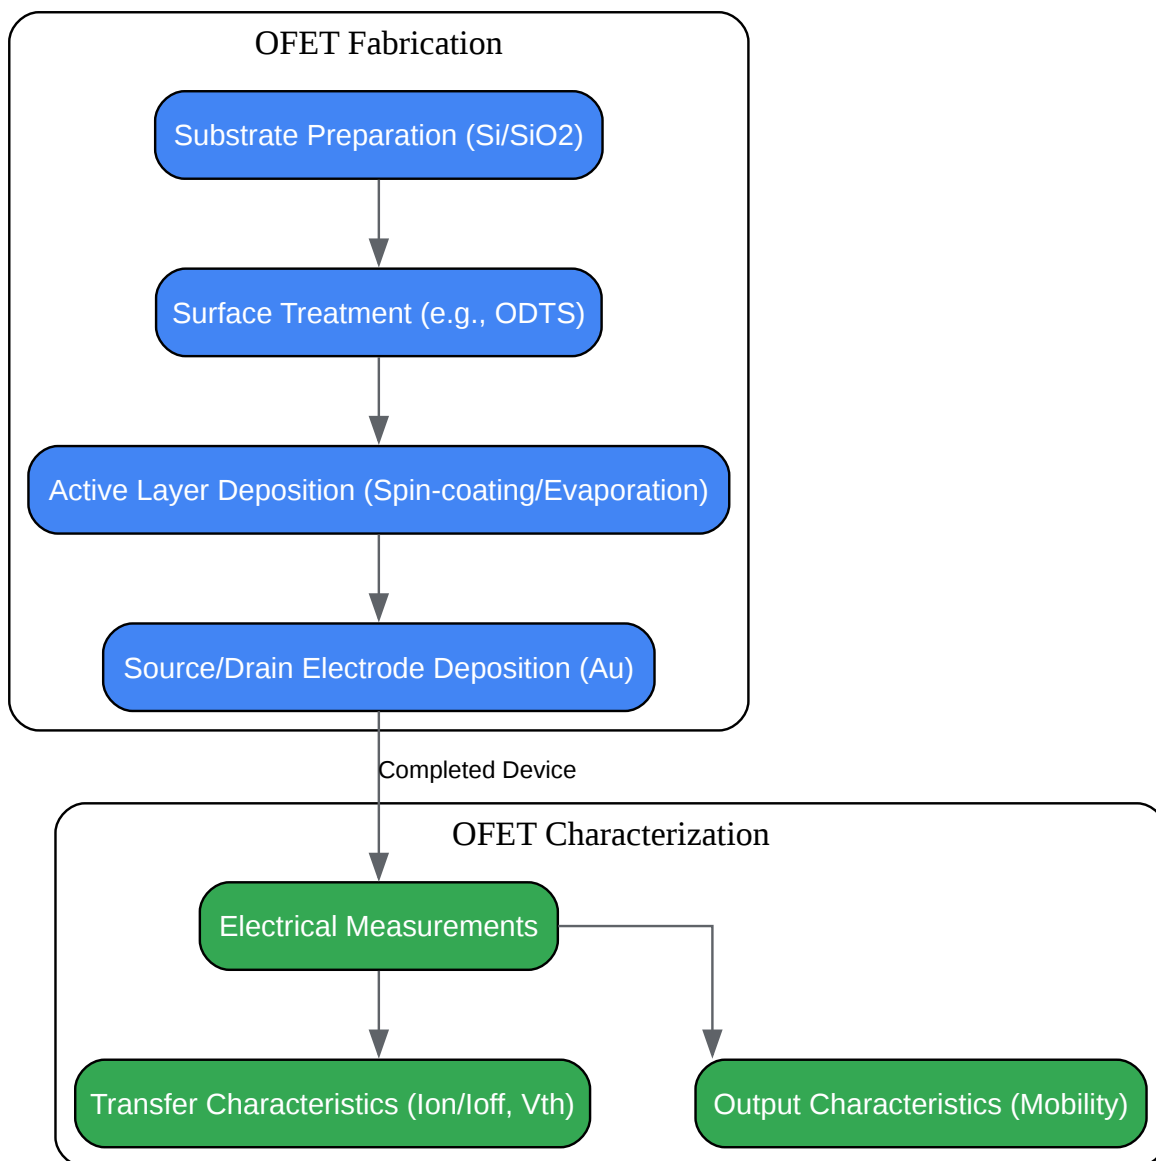 OFET Fabrication
Substrate Preparation (Si/SiO2)
Surface Treatment (e.g., ODTS)
Active Layer Deposition (Spin-coating/Evaporation)
Source/Drain Electrode Deposition (Au)
Completed Device
OFET Characterization
Electrical Measurements
Transfer Characteristics (Ion/Ioff, Vth)
Output Characteristics (Mobility)